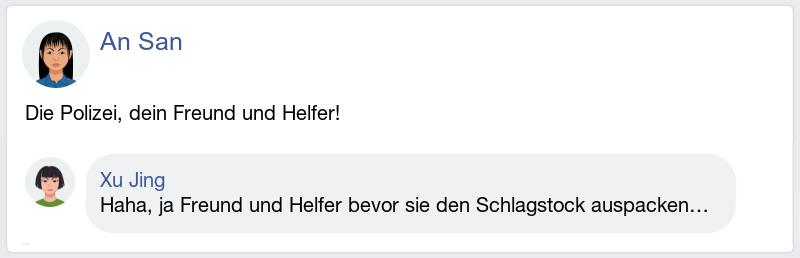 An San
Die Polizei, dein Freund und Helfer!
Xu Jing
Haha, ja Freund und Helfer bevor sie den Schlagstock auspacken…